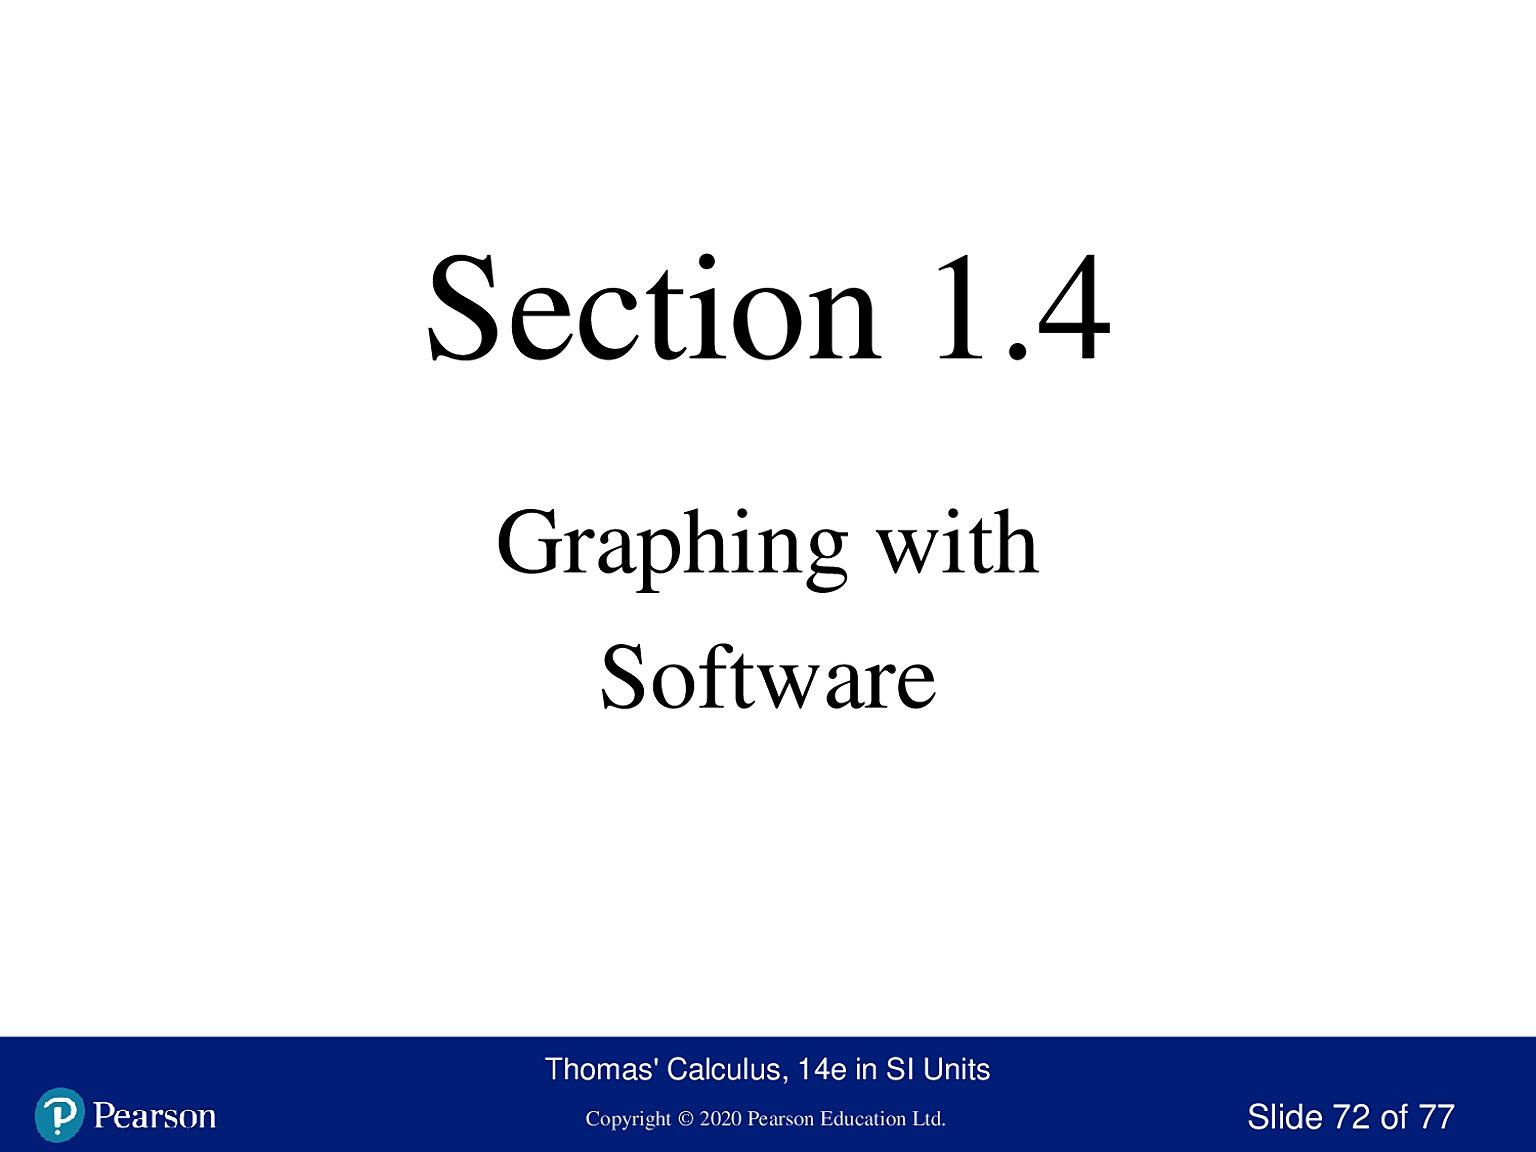 Section 1.4
Graphing with
Software
Thomas' Calculus, 14e in SI Units
Pearson
Copyright © 2020 Pearson Education Ltd.
Slide 72 of 77